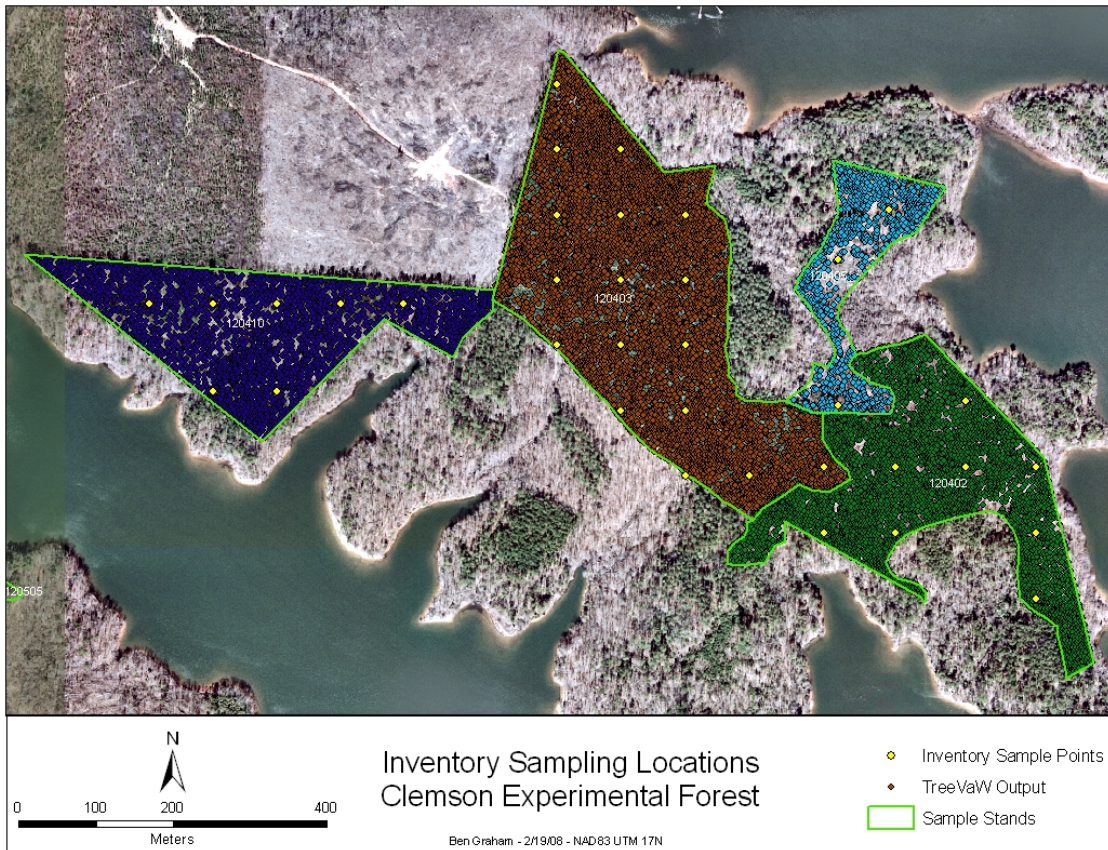 120403
120410
120402
120505
N
0 100 200 400
Meters
Inventory Sampling Locations
Clemson Experimental Forest
Ben Graham - 2/19/08 - NAD83 UTM 17N
Inventory Sample Points
TreeVaW Output
Sample Stands